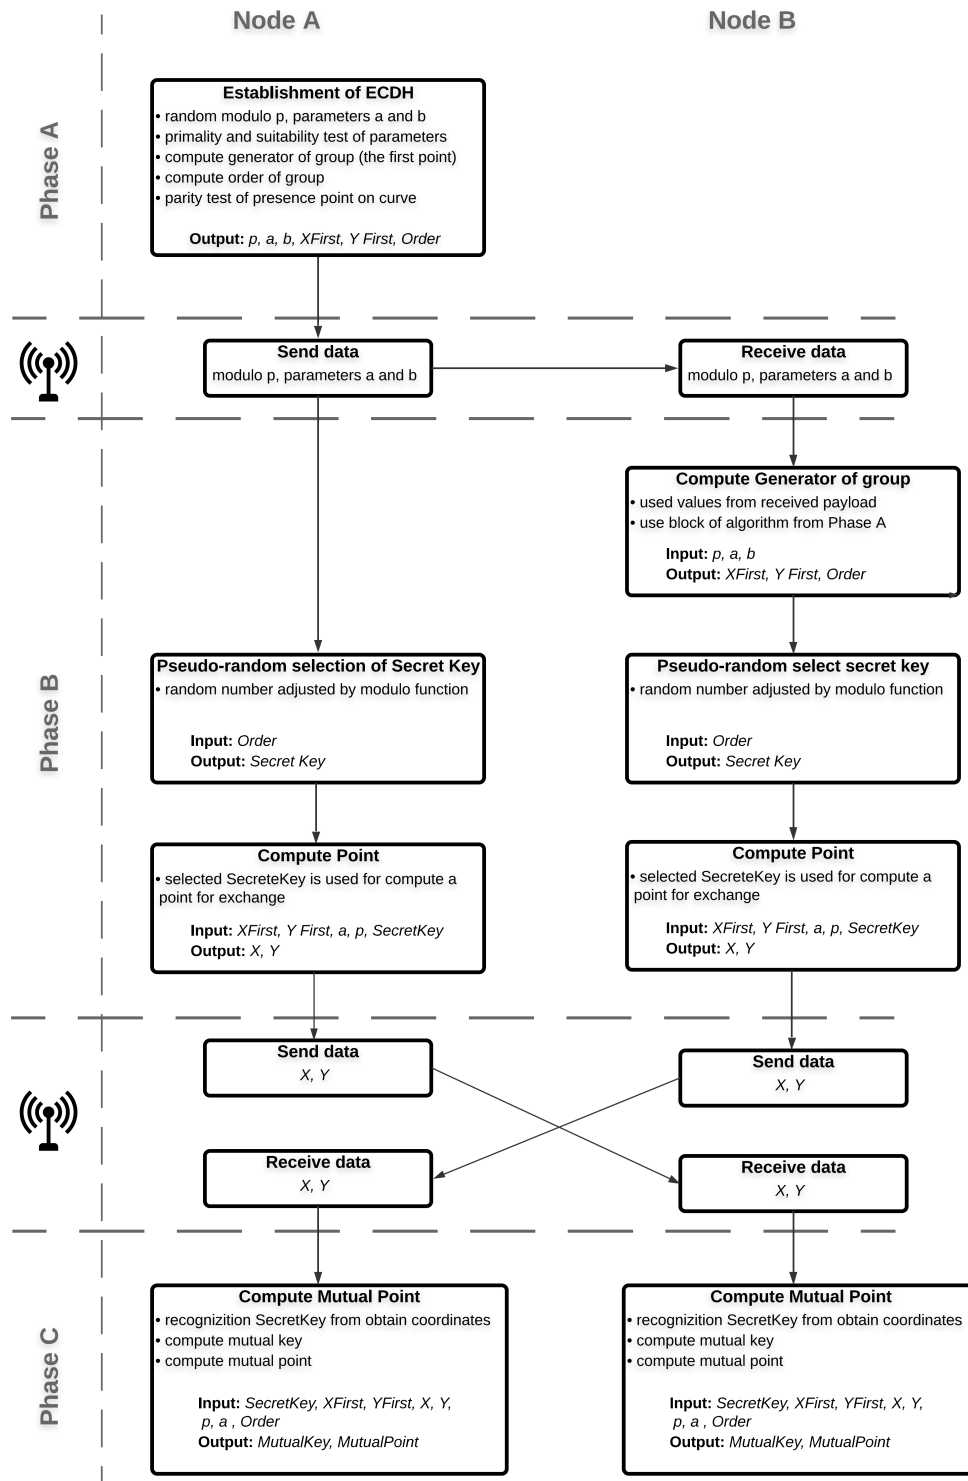 Node A
Node B
Phase A
Establishment of ECDH
• random modulo p, parameters a and b
• primality and suitability test of parameters
• compute generator of group (the first point)
• compute order of group
• parity test of presence point on curve
Output: p, a, b, XFirst, Y First, Order
Send data
modulo p, parameters a and b
Receive data
modulo p, parameters a and b
Phase B
Compute Generator of group
• used values from received payload
• use block of algorithm from Phase A
Input: p, a, b
Output: XFirst, Y First, Order
Pseudo-random selection of Secret Key
• random number adjusted by modulo function
Input: Order
Output: Secret Key
Pseudo-random select secret key
• random number adjusted by modulo function
Input: Order
Output: Secret Key
Compute Point
• selected SecreteKey is used for compute a
point for exchange
Input: XFirst, Y First, a, p, SecretKey
Output: X, Y
Compute Point
• selected SecreteKey is used for compute a
point for exchange
Input: XFirst, Y First, a, p, SecretKey
Output: X, Y
Send data
X, Y
Send data
X, Y
Receive data
X, Y
Receive data
X, Y
Phase C
Compute Mutual Point
• recognizition SecretKey from obtain coordinates
• compute mutual key
• compute mutual point
Input: SecretKey, XFirst, YFirst, X, Y,
p, a , Order
Output: MutualKey, MutualPoint
Compute Mutual Point
• recognizition SecretKey from obtain coordinates
• compute mutual key
• compute mutual point
Input: SecretKey, XFirst, YFirst, X, Y,
p, a , Order
Output: MutualKey, MutualPoint